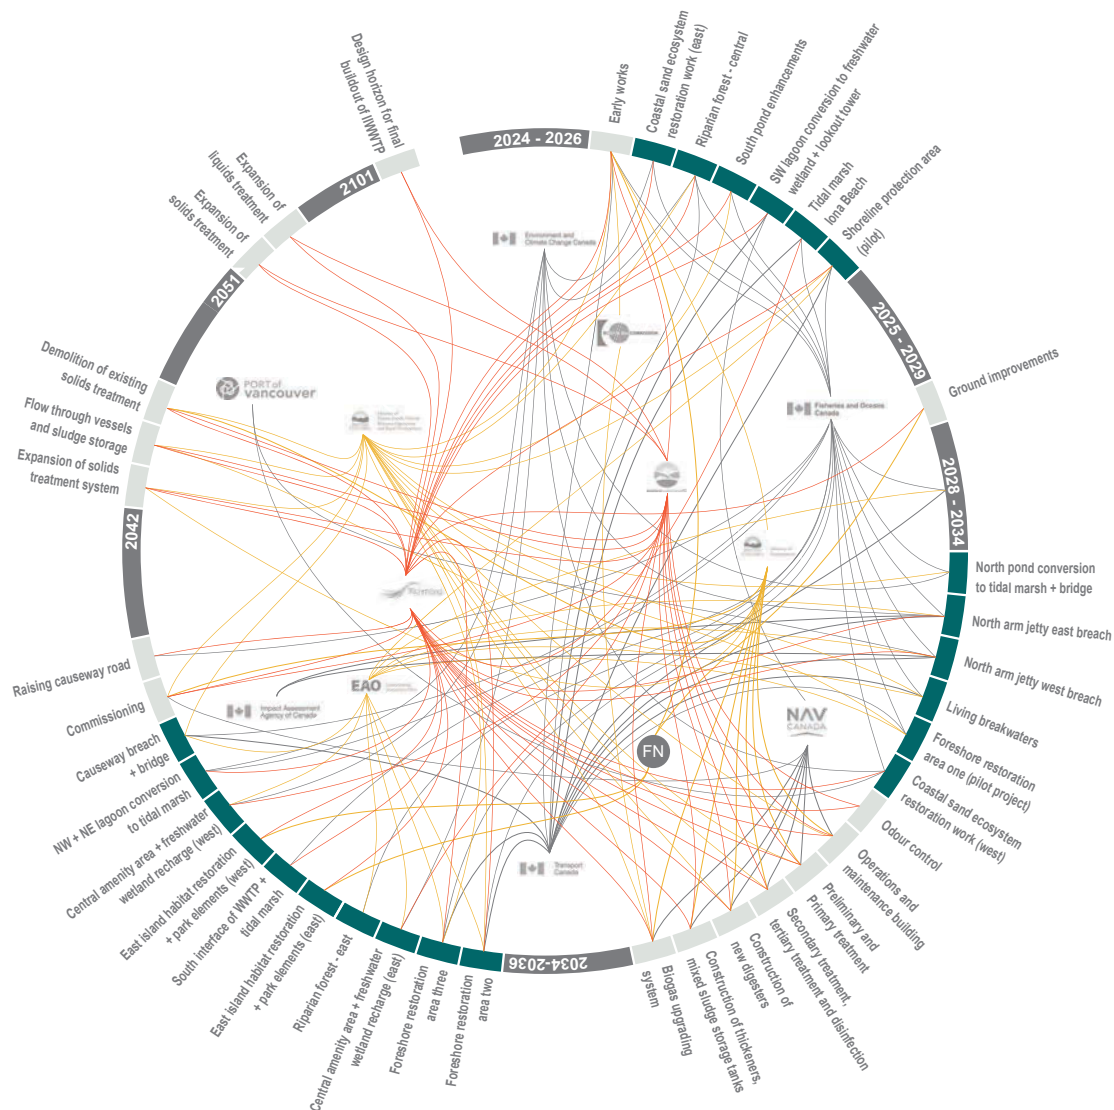 Design horizon for final
buildout of IIWWTP
2024 - 2026
Early works
Coastal sand ecosystem
restoration work (east)
Riparian forest - central
South pond enhancements
SW lagoon conversion to freshwater
wetland + lookout tower
Tidal marsh
Iona Beach
Shoreline protection area
(pilot)
2025 - 2029
Ground improvements
2028 - 2034
North pond conversion
to tidal marsh + bridge
North arm jetty east breach
North arm jetty west breach
Living breakwaters
Foreshore restoration
area one (pilot project)
Coastal sand ecosystem
restoration work (west)
Odour control
Operations and
maintenance building
Preliminary and
Primary treatment
Secondary treatment,
tertiary treatment and disinfection
Construction of
new digesters
Construction of thickeners,
mixed sludge storage tanks
Biogas upgrading
system
2034-2036
Foreshore restoration
area two
Foreshore restoration
area three
Central amenity area + freshwater
wetland recharge (east)
Riparian forest - east
East island habitat restoration
+ park elements (east)
South interface of WWTP +
tidal marsh
East island habitat restoration
+ park elements (west)
Central amenity area + freshwater
wetland recharge (west)
NW + NE lagoon conversion
to tidal marsh
Causeway breach
+ bridge
Commissioning
Raising causeway road
2042
Expansion of solids
treatment system
Flow through vessels
and sludge storage
Demolition of existing
solids treatment
2051
Expansion of
solids treatment
Expansion of
liquids treatment
2101
Environment and
Climate Change Canada
PORT of
vancouver
Fisheries and Oceans
Canada
EAO
Impact Assessment
Agency of Canada
NAV
CANADA
FN
Transport
Canada